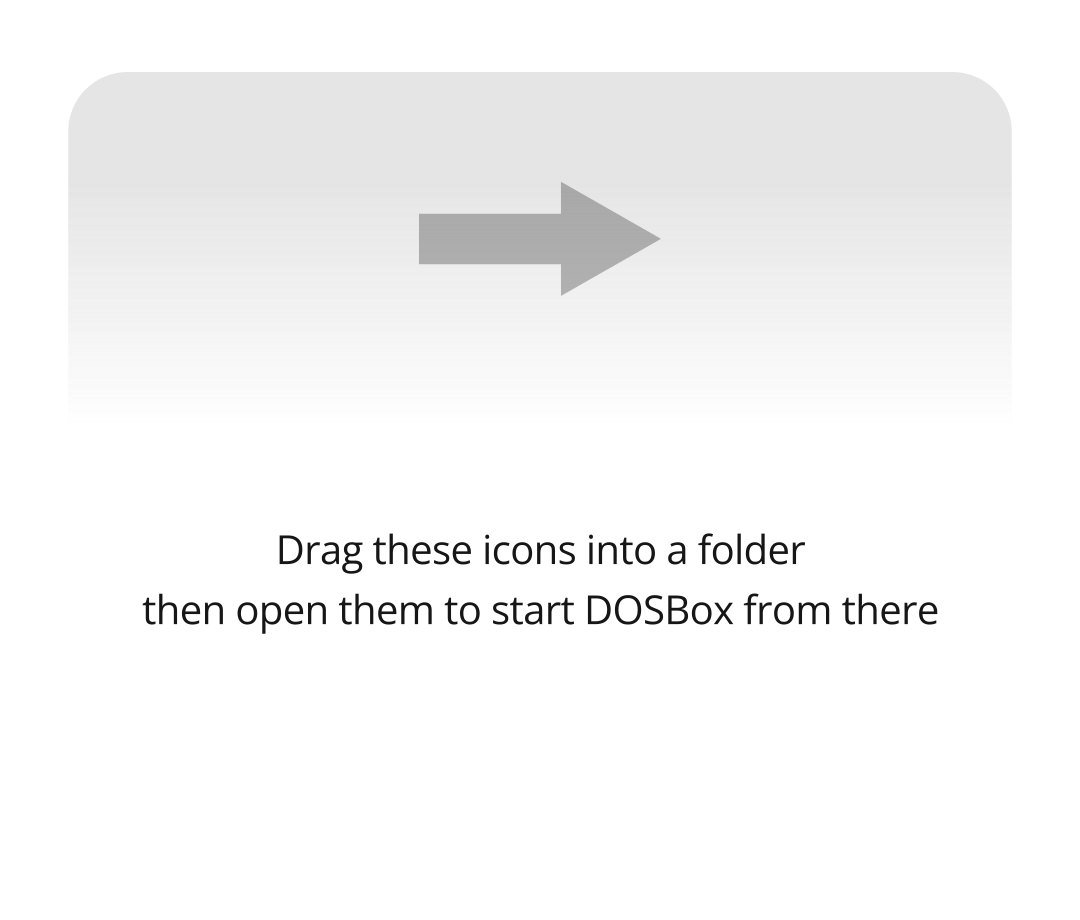 Drag these icons into a folder
then open them to start DOSBox from there